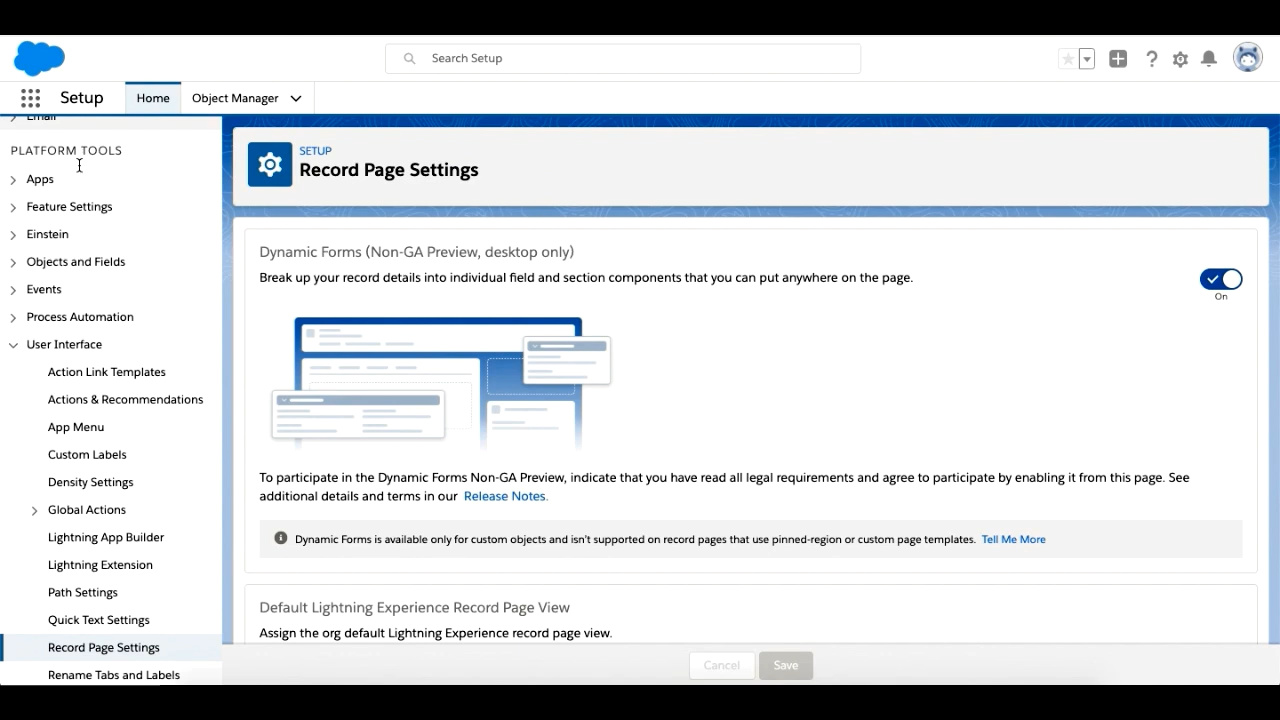 Search Setup
Setup
Home
Object Manager
Email
PLATFORM TOOLS
Apps
Feature Settings
Einstein
Objects and Fields
Events
Process Automation
User Interface
Action Link Templates
Actions & Recommendations
App Menu
Custom Labels
Density Settings
Global Actions
Lightning App Builder
Lightning Extension
Path Settings
Quick Text Settings
Record Page Settings
Rename Tabs and Labels
SETUP
Record Page Settings
Dynamic Forms (Non-GA Preview, desktop only)
Break up your record details into individual field and section components that you can put anywhere on the page.
On
To participate in the Dynamic Forms Non-GA Preview, indicate that you have read all legal requirements and agree to participate by enabling it from this page. See
additional details and terms in our Release Notes.
Dynamic Forms is available only for custom objects and isn't supported on record pages that use pinned-region or custom page templates. Tell Me More
Default Lightning Experience Record Page View
Assign the org default Lightning Experience record page view.
Cancel
Save